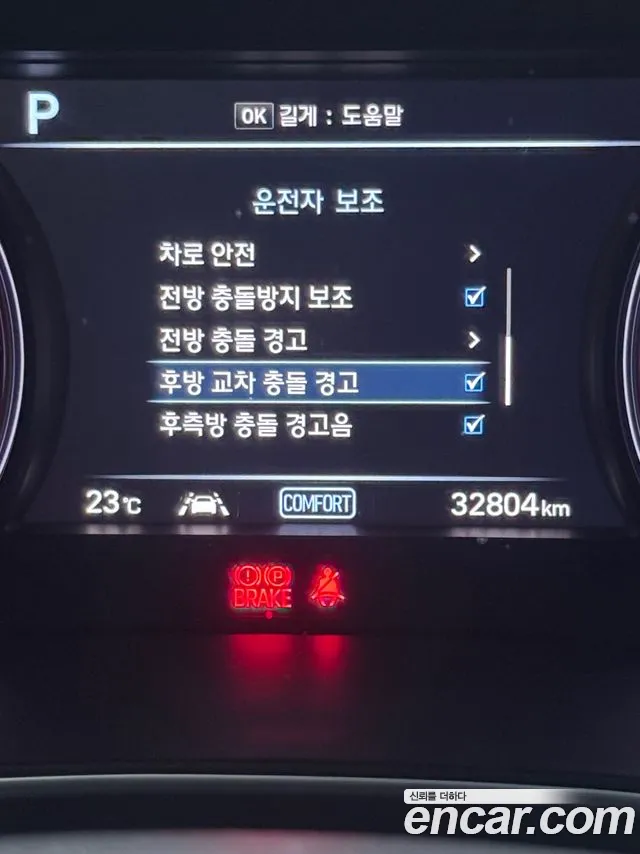 P
OK 길게 : 도움말
운전자 보조
차로 안전
전방 충돌방지 보조
전방 충돌 경고
후방 교차 충돌 경고
후측방 충돌 경고음
23℃ COMFORT 32804km
(!) (P)
BRAKE
신뢰를 더하다
encar.com